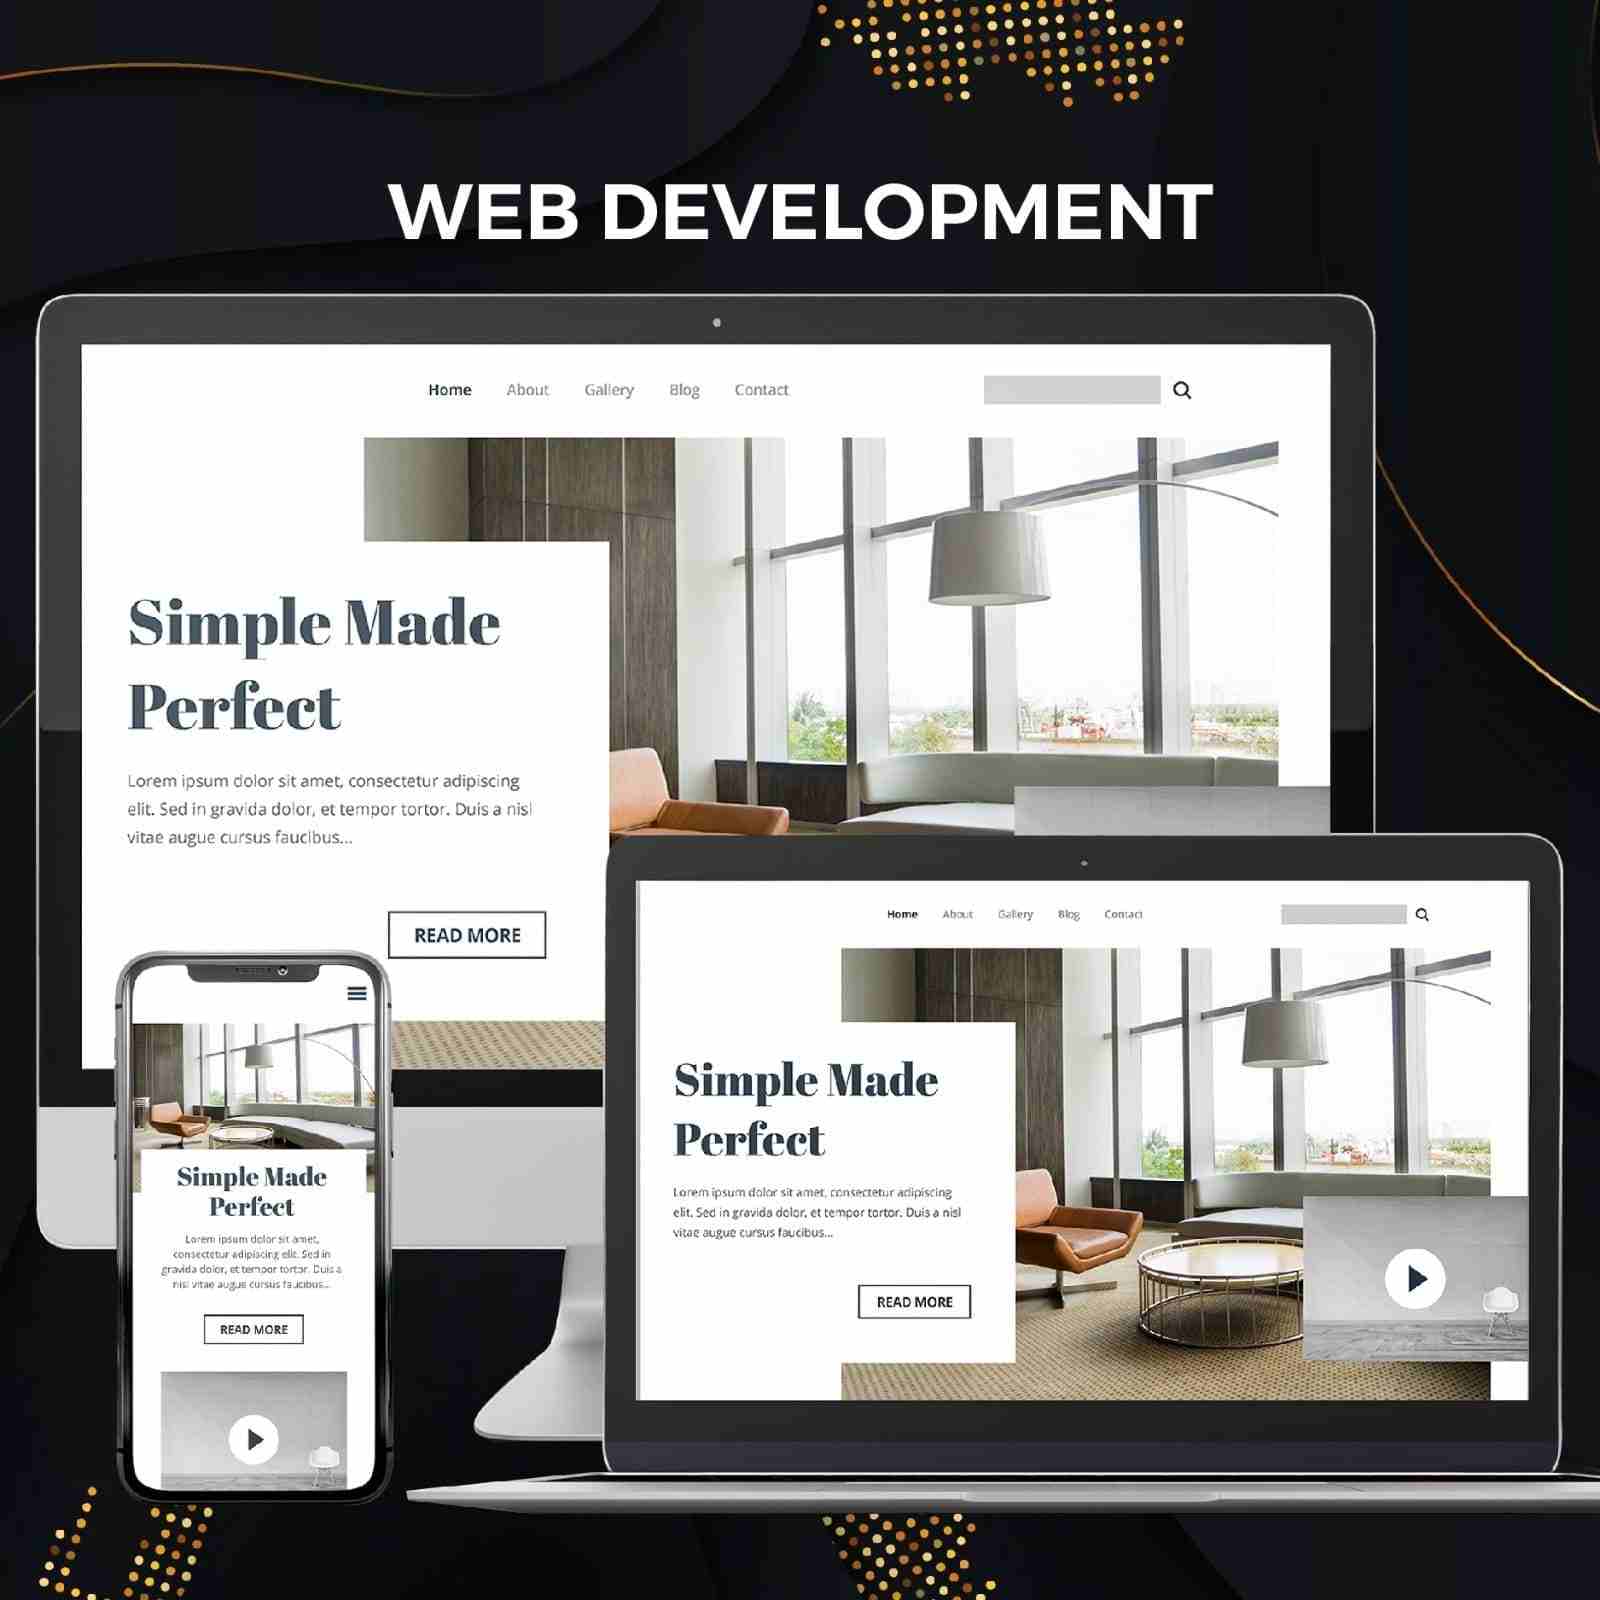 WEB DEVELOPMENT
Home About Gallery Blog Contact
Simple Made
Perfect
Lorem ipsum dolor sit amet, consectetur adipiscing
elit. Sed in gravida dolor, et tempor tortor. Duis a nisl
vitae augue cursus faucibus...
READ MORE
Home About Gallery Blog Contact
Simple Made
Perfect
Lorem ipsum dolor sit amet, consectetur adipiscing
elit. Sed in gravida dolor, et tempor tortor. Duis a nisl
vitae augue cursus faucibus...
READ MORE
Simple Made
Perfect
Lorem ipsum dolor sit amet,
consectetur adipiscing elit. Sed in
gravida dolor, et tempor tortor. Duis a
nisl vitae augue cursus faucibus...
READ MORE